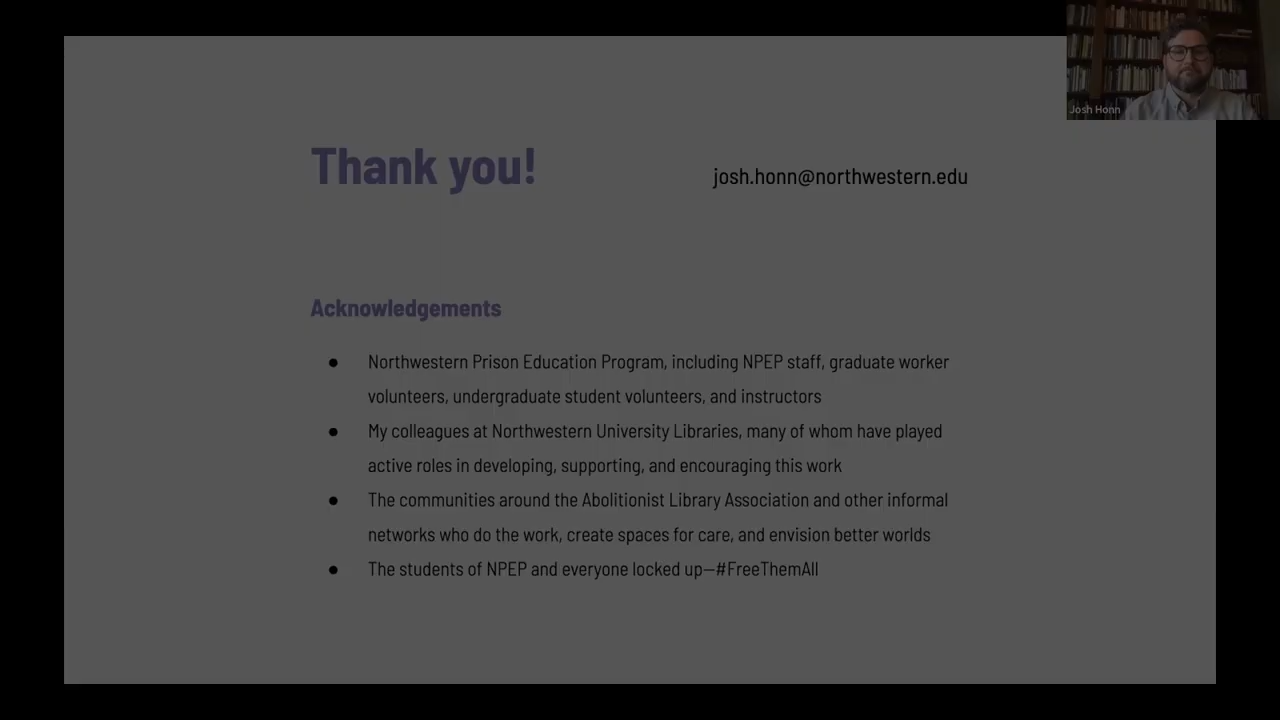 Josh Honn
Thank you!
josh.honn@northwestern.edu
Acknowledgements
● Northwestern Prison Education Program, including NPEP staff, graduate worker
volunteers, undergraduate student volunteers, and instructors
● My colleagues at Northwestern University Libraries, many of whom have played
active roles in developing, supporting, and encouraging this work
● The communities around the Abolitionist Library Association and other informal
networks who do the work, create spaces for care, and envision better worlds
● The students of NPEP and everyone locked up—#FreeThemAll